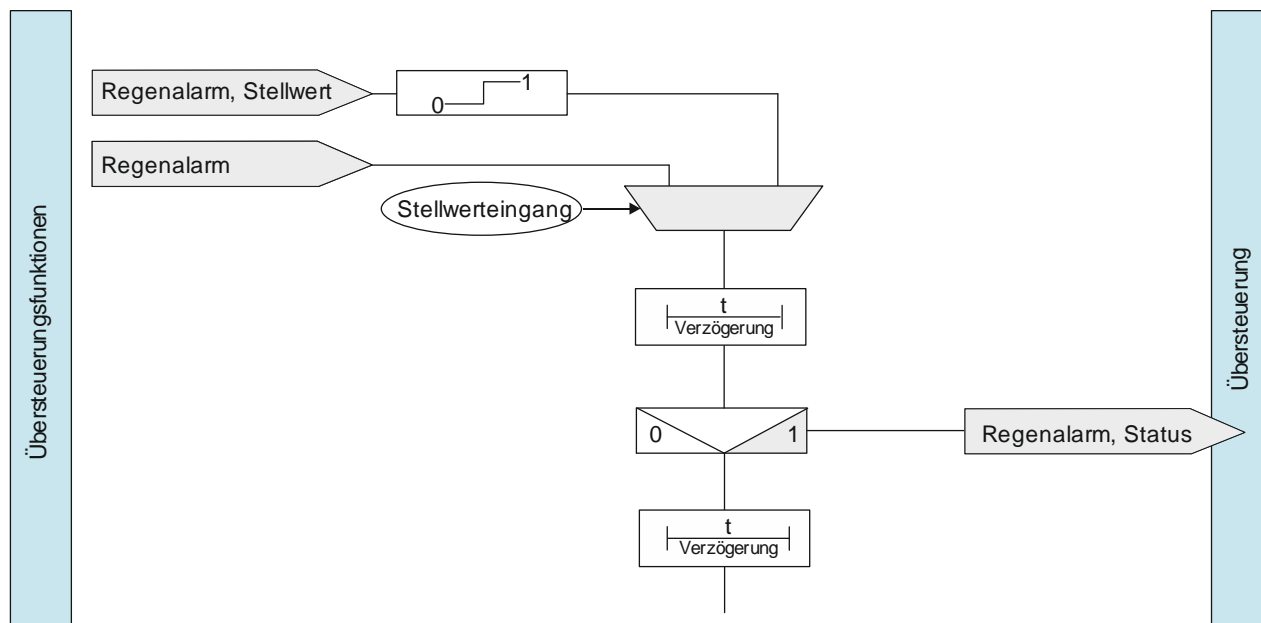 Übersteuerungsfunktionen
Regenalarm, Stellwert
0 1
Regenalarm
Stellwerteingang
t
Verzögerung
0 1
Regenalarm, Status
t
Verzögerung
Übersteuerung